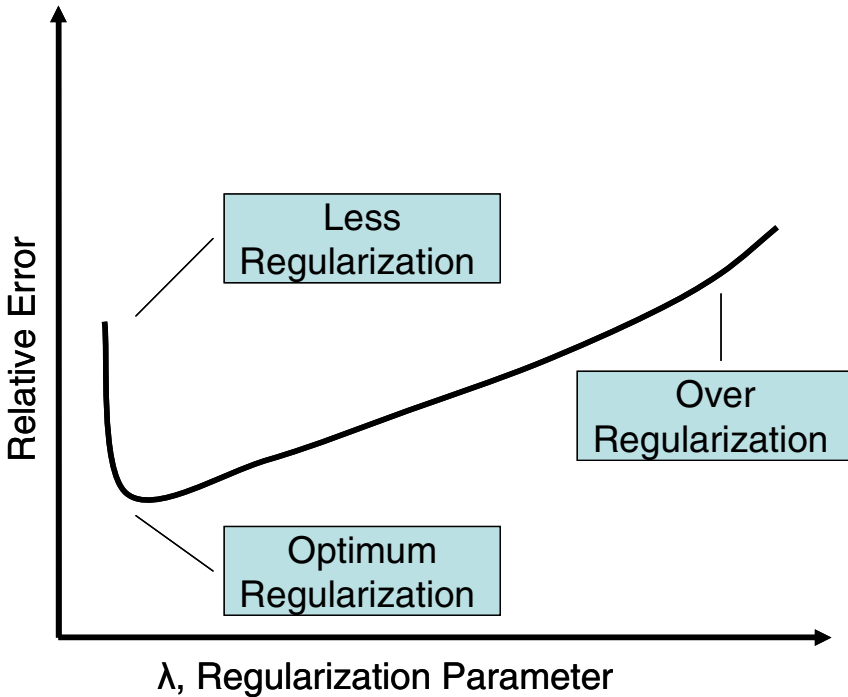 Less
Regularization
Relative Error
Over
Regularization
Optimum
Regularization
λ, Regularization Parameter